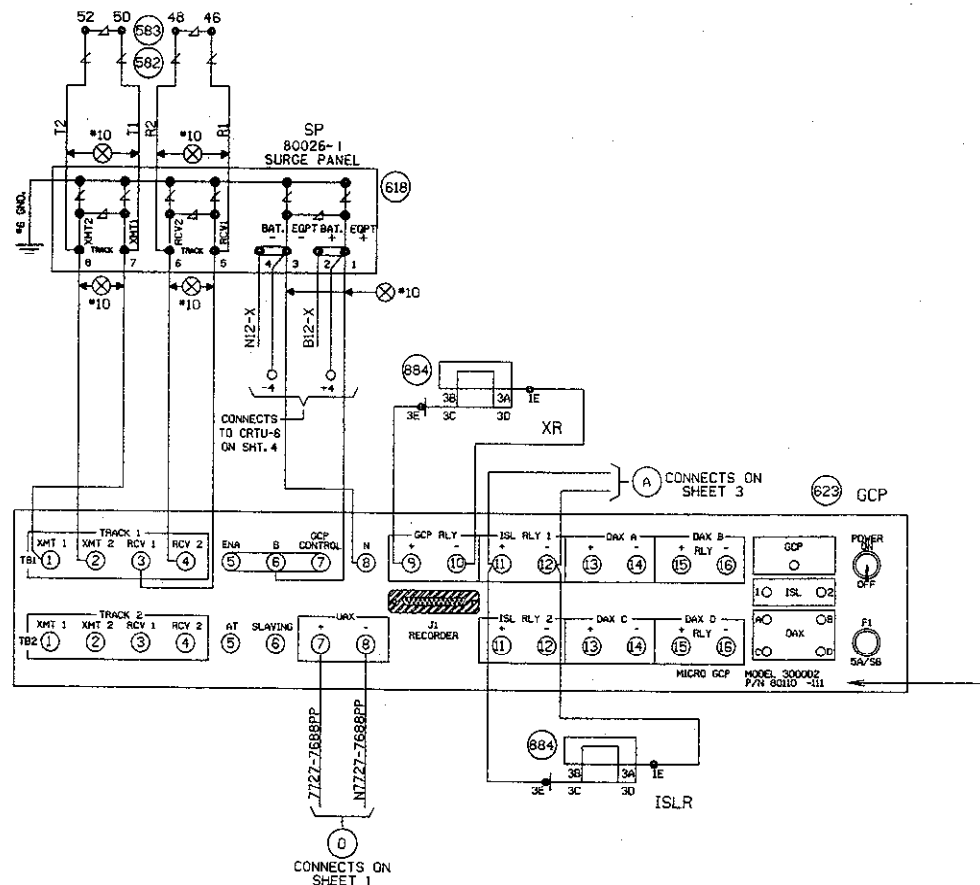 52 50 583 48 46
582
T2 T1 R2 R1
*10 *10
SP
80026-1
SURGE PANEL
618
#6 GND.
XMT2 XMT1 RCV2 RCV1
BAT. EQPT BAT. EQPT
- - + +
TRACK TRACK
8 7 6 5 4 3 2 1
*10 *10 *10
N12-X B12-X
-4 +4
CONNECTS
TO CRTU-6
ON SHT. 4
884
3B 3A 1E
3E 3C 3D
XR
A CONNECTS ON
SHEET 3
623 GCP
TRACK 1
XMT 1 XMT 2 RCV 1 RCV 2
TB1 1 2 3 4
ENA B GCP
CONTROL N
5 6 7 8
GCP RLY ISL RLY 1 DAX A DAX B
+ - + - + - + RLY -
9 10 11 12 13 14 15 16
GCP
POWER
ON
OFF
1 ISL 2
J1
RECORDER
TRACK 2
XMT 1 XMT 2 RCV 1 RCV 2
TB2 1 2 3 4
AT SLAVING
5 6
UAX
+ -
7 8
ISL RLY 2 DAX C DAX D
+ - + - + RLY -
11 12 13 14 15 16
A B
DAX
C D
F1
5A/SB
MICRO GCP MODEL 3000D2
P/N 80110 -111
7727-7688PP N7727-7688PP
884
3B 3A 1E
3E 3C 3D
ISLR
CONNECTS ON
SHEET 1